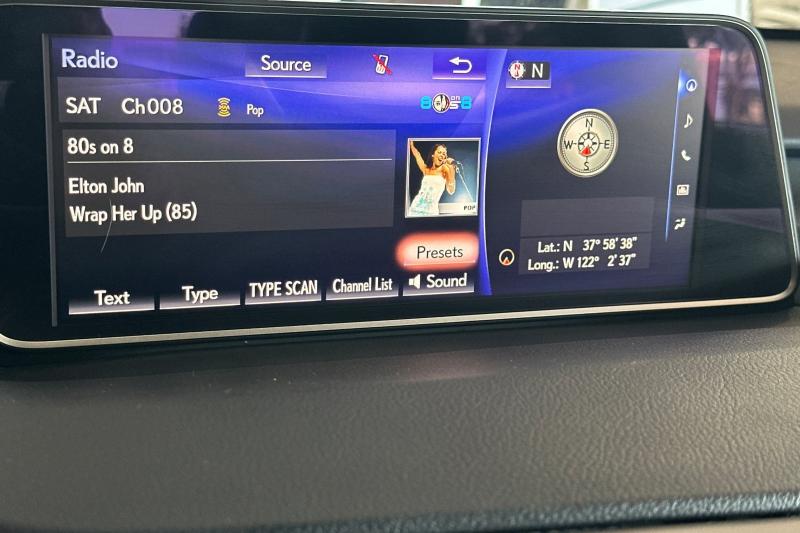 Radio
Source
N
SAT Ch008 Pop
80s on 8
80s on 8
Elton John
Wrap Her Up (85)
POP
N
W E
S
Presets
Lat.: N 37° 58' 38"
Long.: W 122° 2' 37"
Text Type TYPE SCAN Channel List Sound